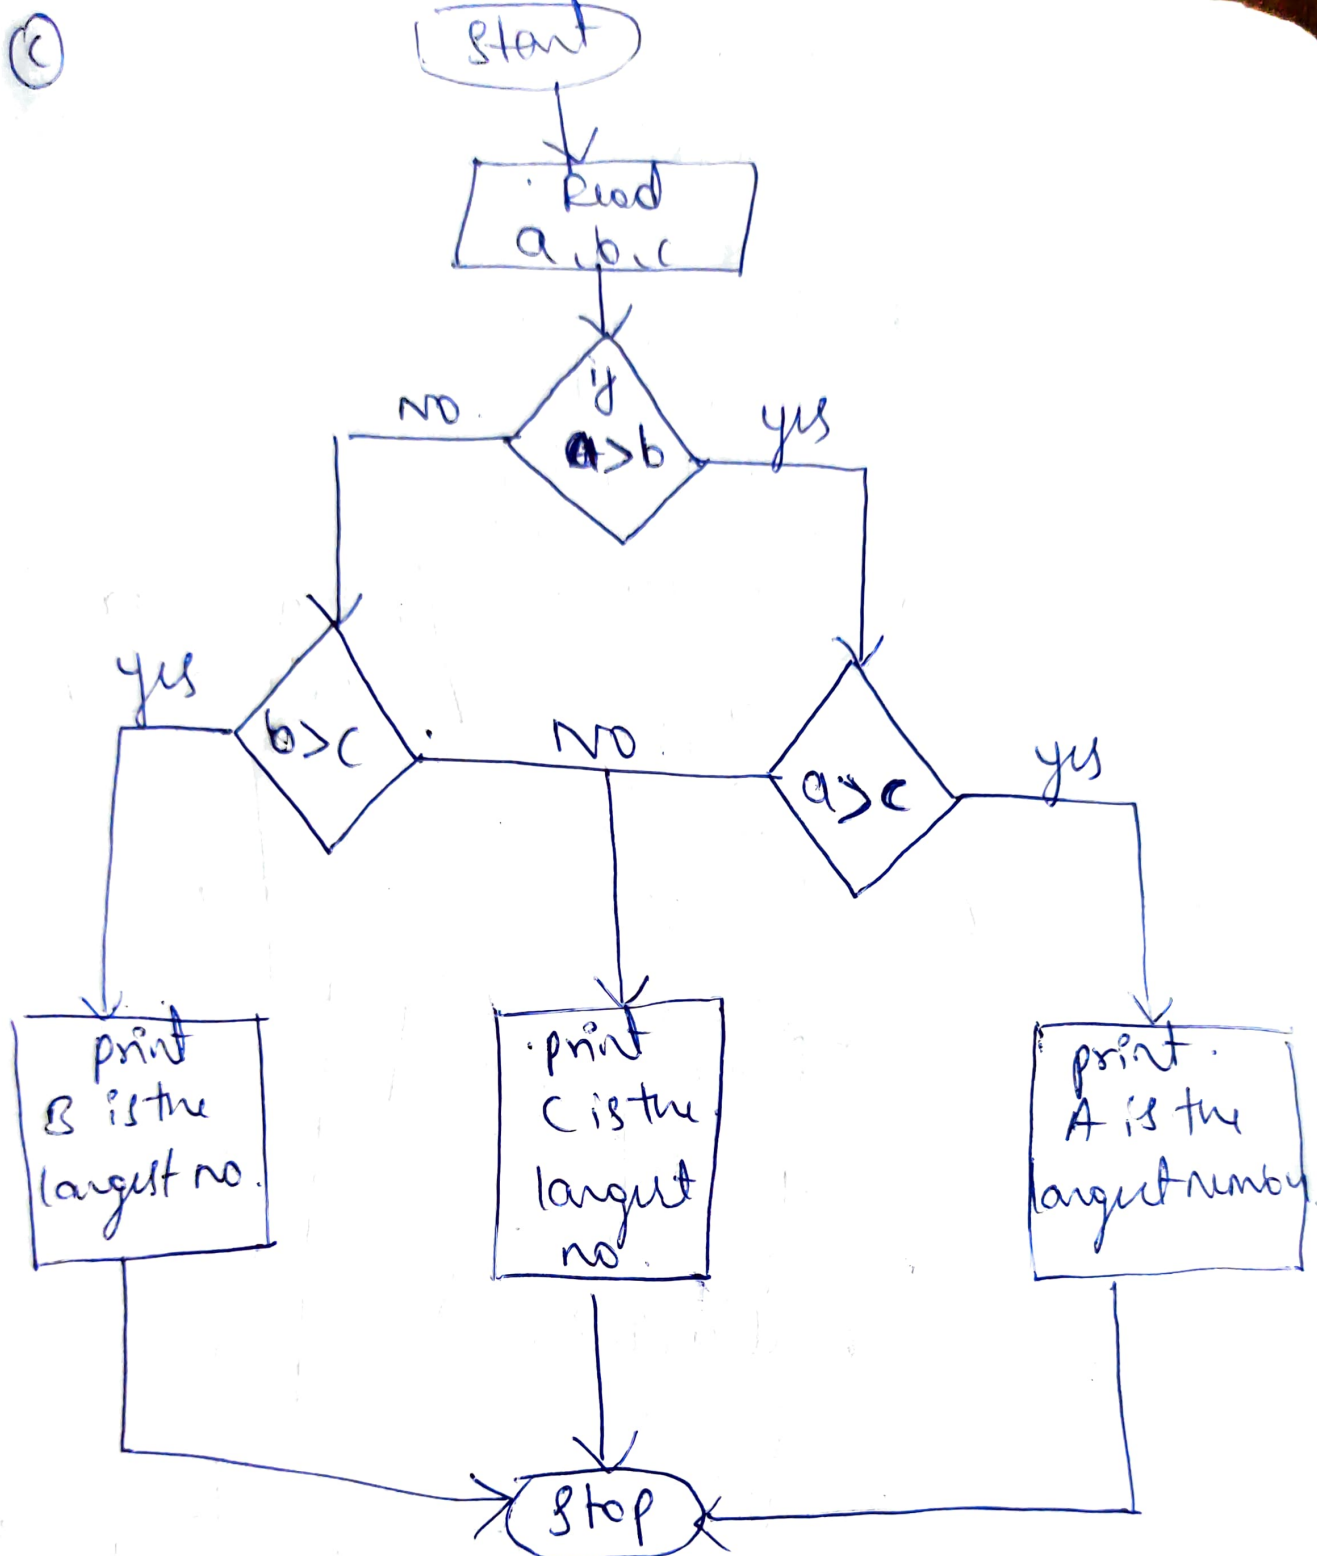 (c)
Start
Read
a, b, c
if
a>b
NO
yes
yes
b>c
NO
a>c
yes
print
B is the
largest no.
print
C is the
largest
no.
print
A is the
largest number
Stop